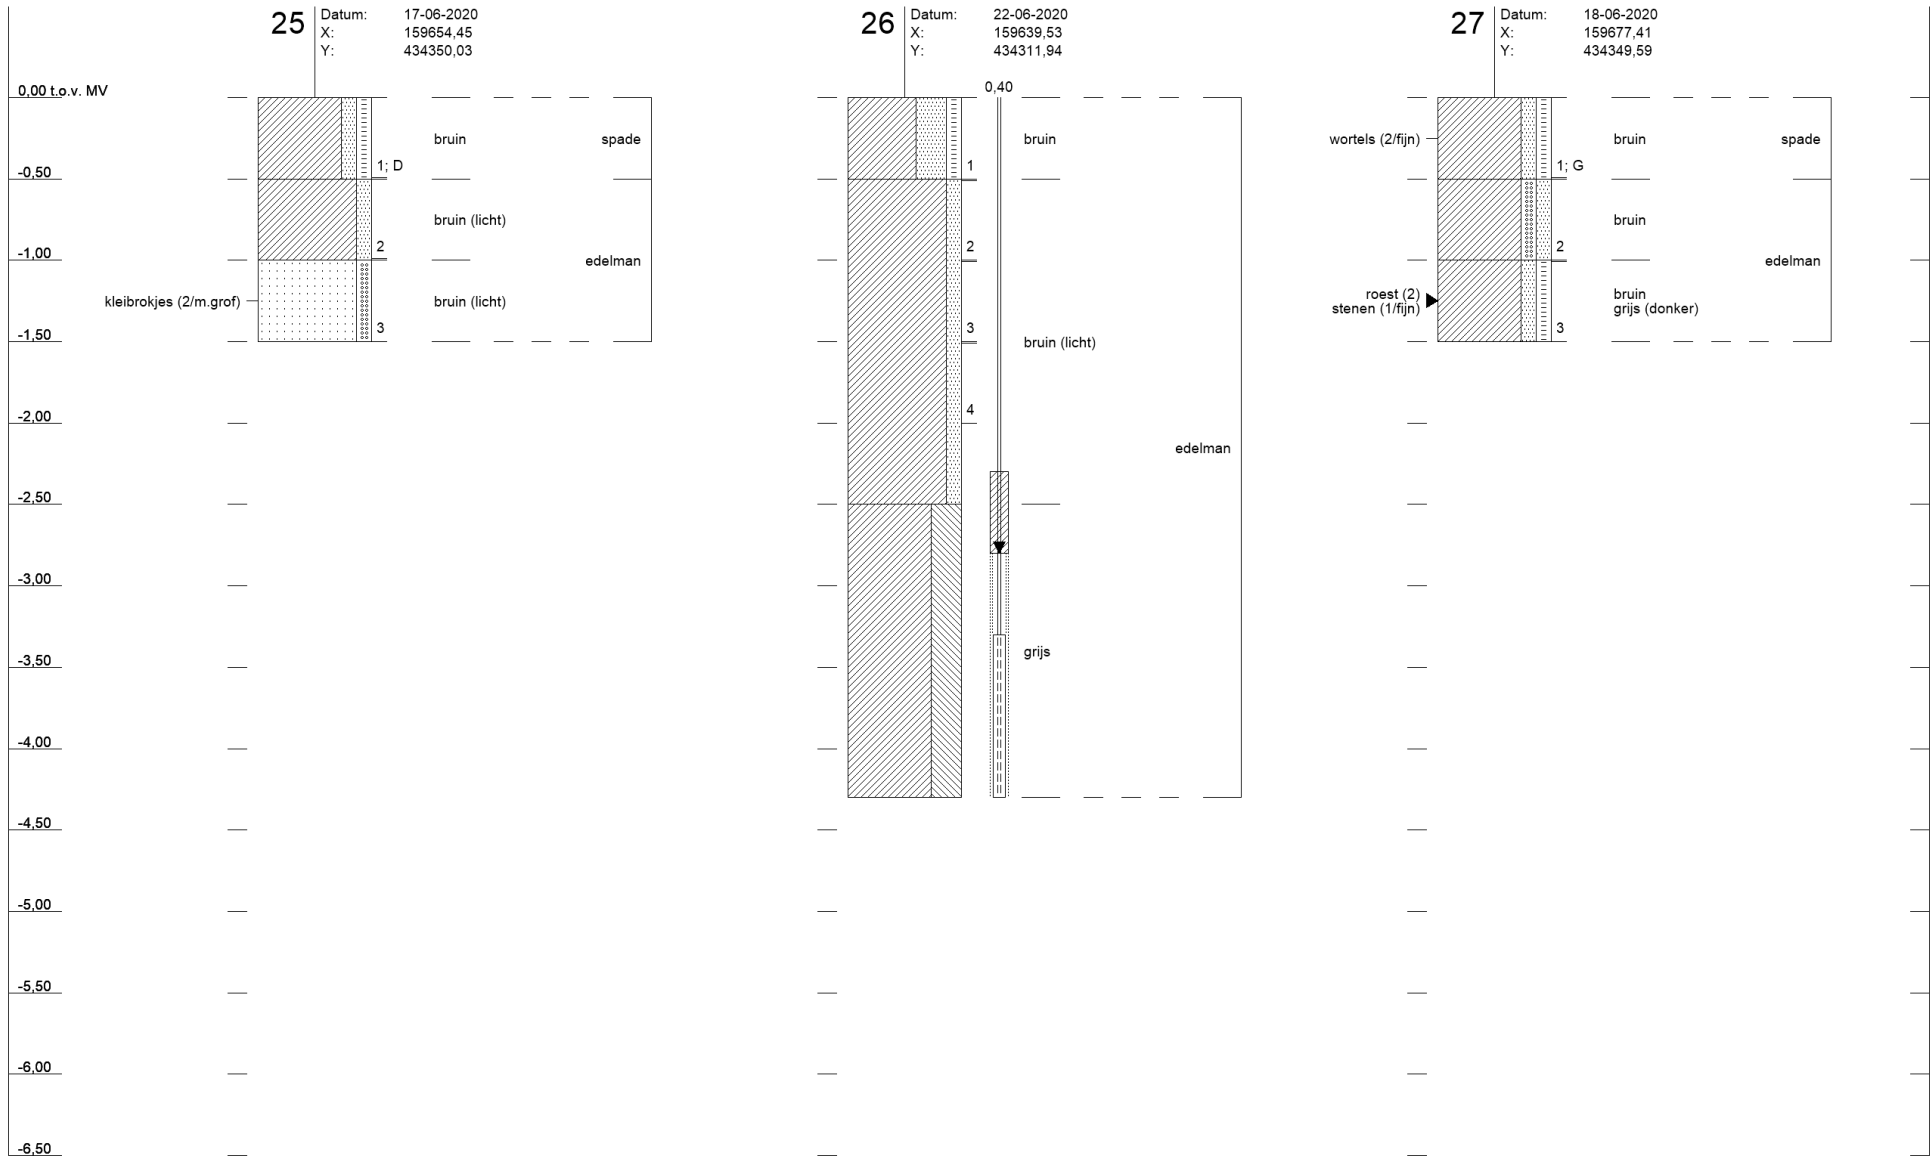 25
Datum: 17-06-2020
X: 159654,45
Y: 434350,03
26
Datum: 22-06-2020
X: 159639,53
Y: 434311,94
27
Datum: 18-06-2020
X: 159677,41
Y: 434349,59
0,00 t.o.v. MV
-0,50
-1,00
-1,50
-2,00
-2,50
-3,00
-3,50
-4,00
-4,50
-5,00
-5,50
-6,00
-6,50
bruin
spade
1; D
bruin (licht)
2
edelman
kleibrokjes (2/m.grof)
bruin (licht)
3
0,40
bruin
1
2
3
bruin (licht)
4
edelman
grijs
wortels (2/fijn)
bruin
spade
1; G
bruin
2
edelman
roest (2)
stenen (1/fijn)
bruin
grijs (donker)
3